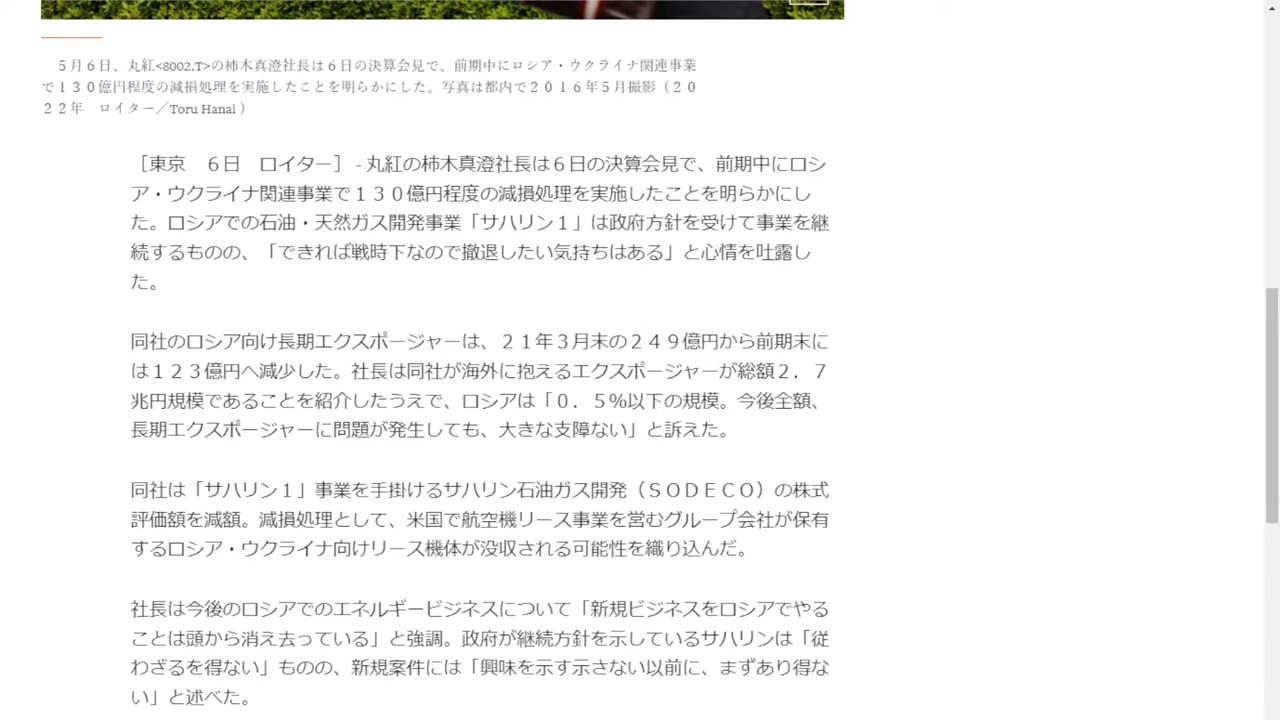 ５月６日、丸紅<8002.T>の柿木真澄社長は６日の決算会見で、前期中にロシア・ウクライナ関連事業
で１３０億円程度の減損処理を実施したことを明らかにした。写真は都内で２０１６年５月撮影（２０
２２年　ロイター／Toru Hanai ）
［東京　６日　ロイター］ - 丸紅の柿木真澄社長は６日の決算会見で、前期中にロシ
ア・ウクライナ関連事業で１３０億円程度の減損処理を実施したことを明らかにし
た。ロシアでの石油・天然ガス開発事業「サハリン１」は政府方針を受けて事業を継
続するものの、「できれば戦時下なので撤退したい気持ちはある」と心情を吐露し
た。
同社のロシア向け長期エクスポージャーは、２１年３月末の２４９億円から前期末に
は１２３億円へ減少した。社長は同社が海外に抱えるエクスポージャーが総額２．７
兆円規模であることを紹介したうえで、ロシアは「０．５％以下の規模。今後全額、
長期エクスポージャーに問題が発生しても、大きな支障ない」と訴えた。
同社は「サハリン１」事業を手掛けるサハリン石油ガス開発（ＳＯＤＥＣＯ）の株式
評価額を減額。減損処理として、米国で航空機リース事業を営むグループ会社が保有
するロシア・ウクライナ向けリース機体が没収される可能性を織り込んだ。
社長は今後のロシアでのエネルギービジネスについて「新規ビジネスをロシアでやる
ことは頭から消え去っている」と強調。政府が継続方針を示しているサハリンは「従
わざるを得ない」ものの、新規案件には「興味を示す示さない以前に、まずあり得な
い」と述べた。